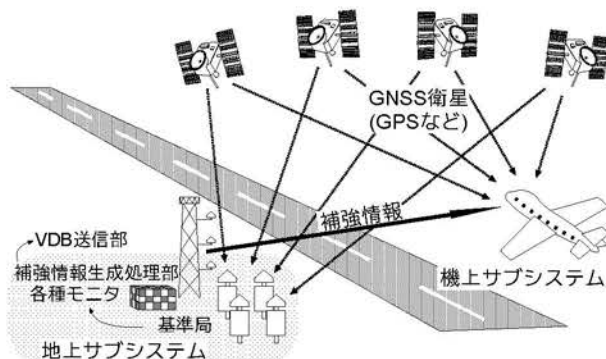 GNSS衛星
(GPSなど)
補強情報
VDB送信部
補強情報生成処理部
各種モニタ
基準局
地上サブシステム
機上サブシステム